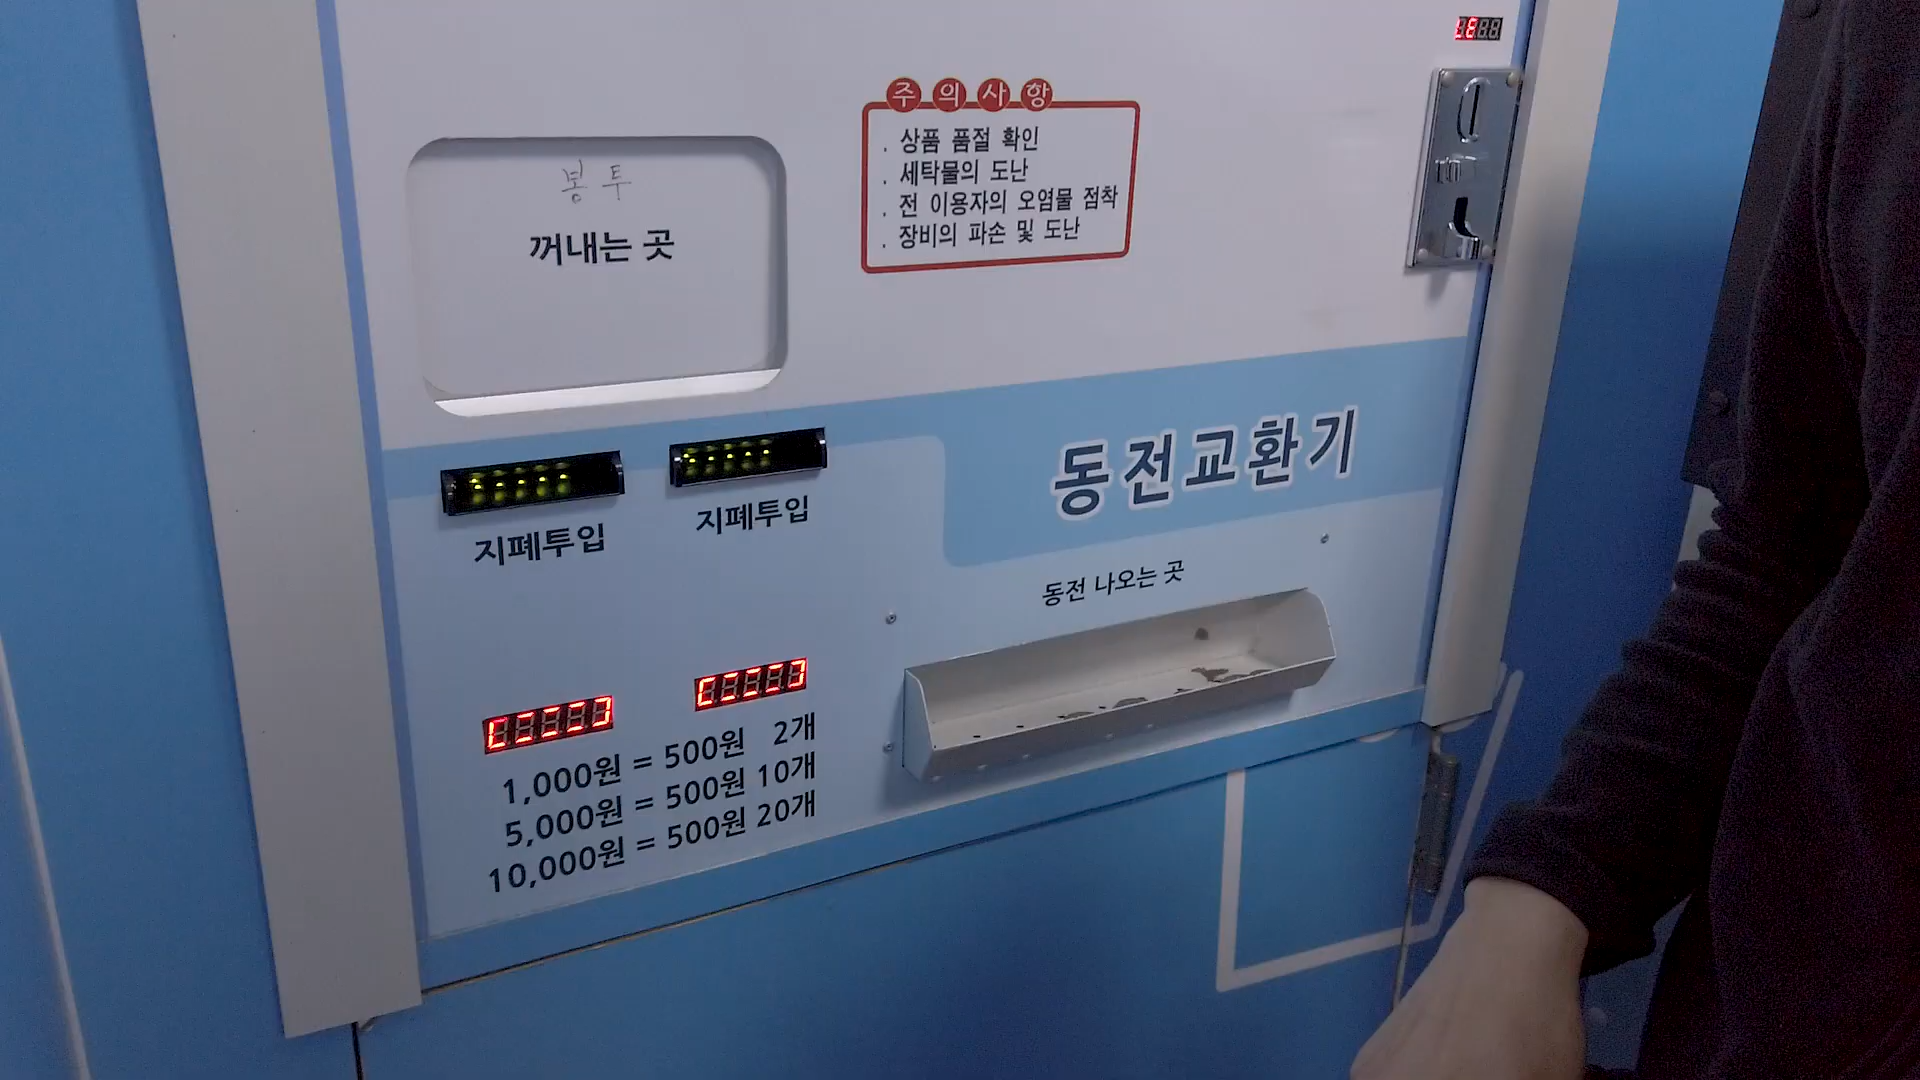 주의사항
. 상품 품절 확인
. 세탁물의 도난
. 전 이용자의 오염물 점착
. 장비의 파손 및 도난
봉투
꺼내는 곳
동전교환기
지폐투입
지폐투입
동전 나오는 곳
1,000원 = 500원 2개
5,000원 = 500원 10개
10,000원 = 500원 20개